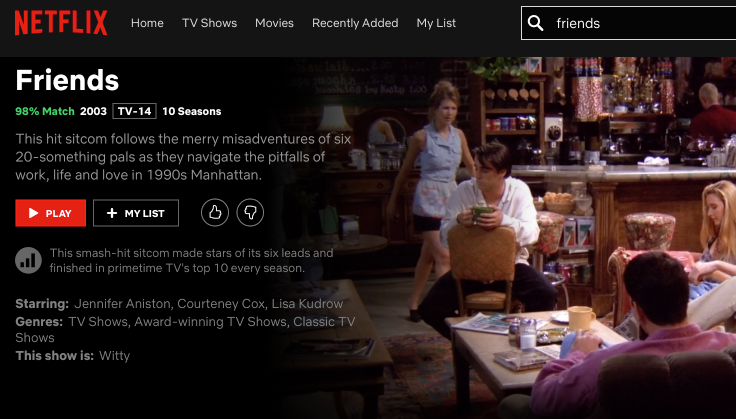 NETFLIX Home TV Shows Movies Recently Added My List friends
Friends
98% Match 2003 TV-14 10 Seasons
This hit sitcom follows the merry misadventures of six
20-something pals as they navigate the pitfalls of
work, life and love in 1990s Manhattan.
PLAY MY LIST
This smash-hit sitcom made stars of its six leads and
finished in primetime TV's top 10 every season.
Starring: Jennifer Aniston, Courteney Cox, Lisa Kudrow
Genres: TV Shows, Award-winning TV Shows, Classic TV
Shows
This show is: Witty